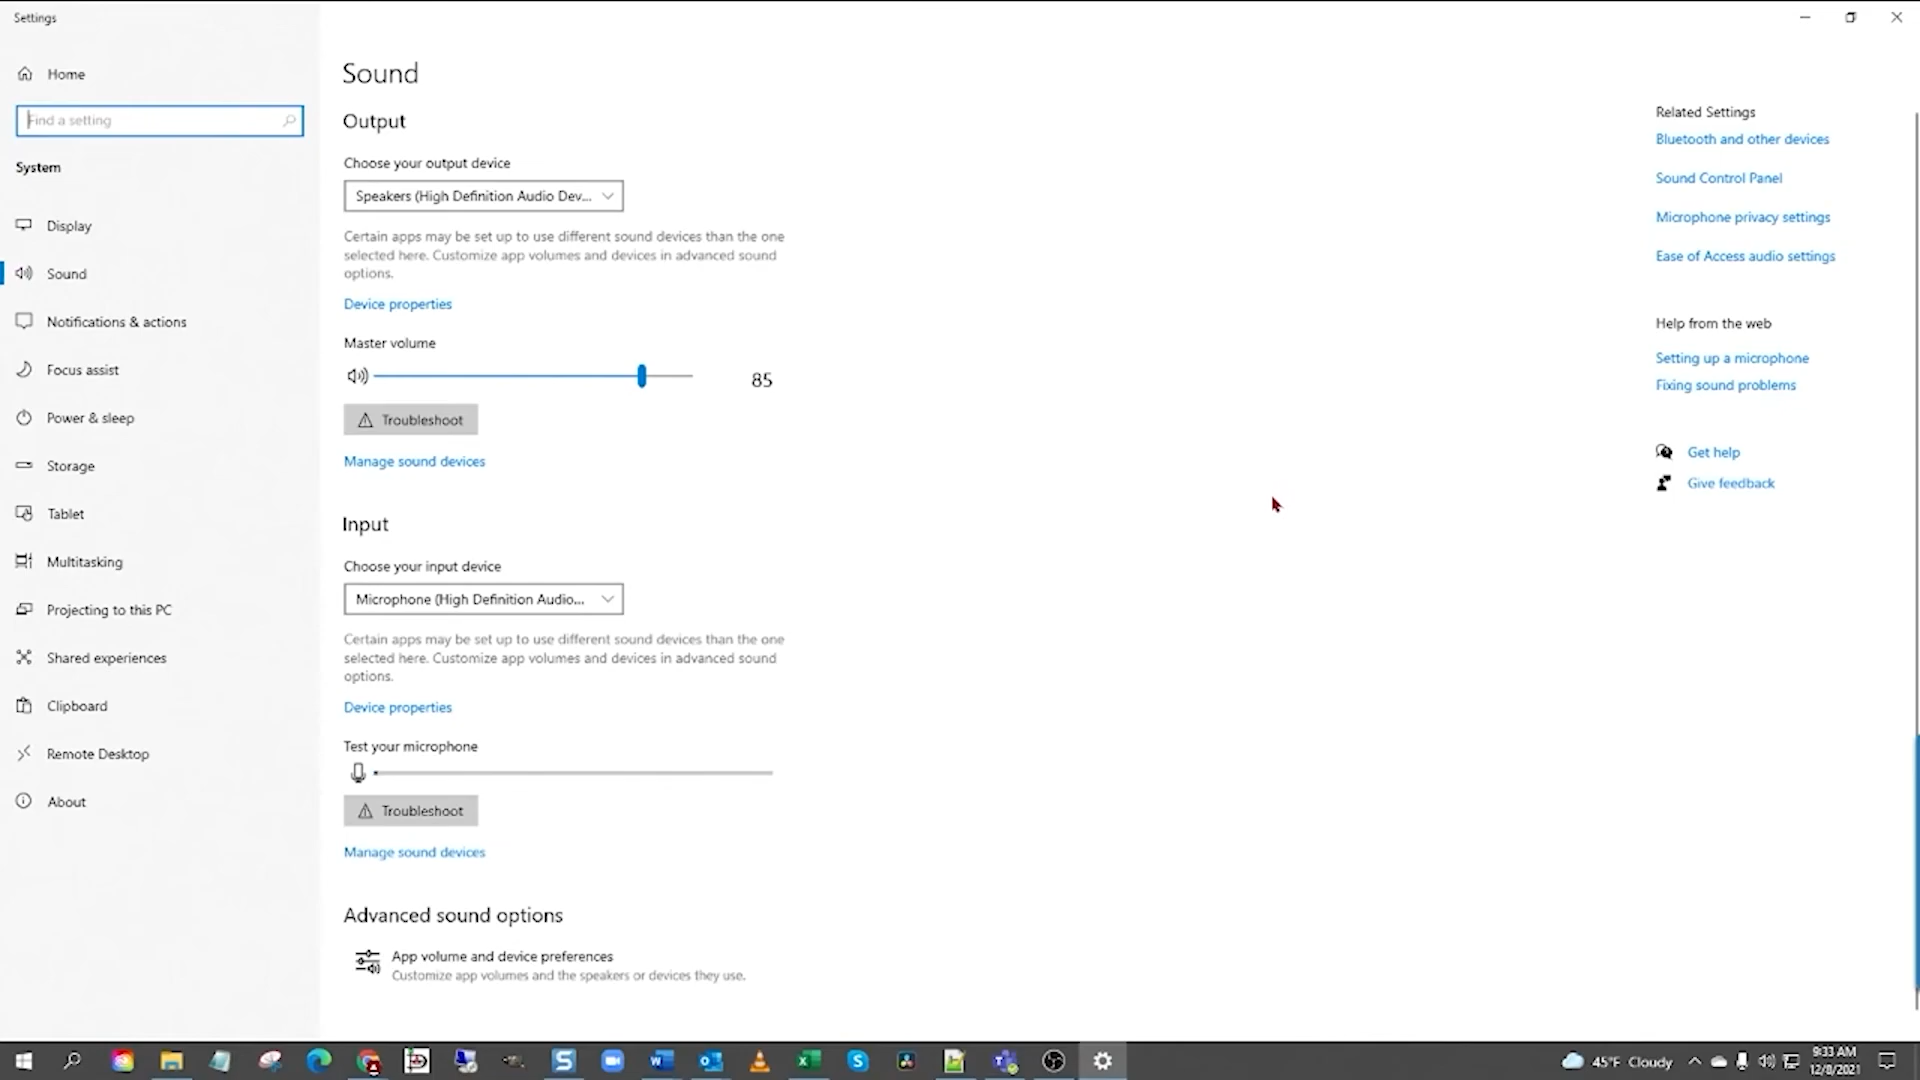 Settings
Home
Find a setting
System
Display
Sound
Notifications & actions
Focus assist
Power & sleep
Storage
Tablet
Multitasking
Projecting to this PC
Shared experiences
Clipboard
Remote Desktop
About
Sound
Output
Choose your output device
Speakers (High Definition Audio Dev...
Certain apps may be set up to use different sound devices than the one
selected here. Customize app volumes and devices in advanced sound
options.
Device properties
Master volume
85
Troubleshoot
Manage sound devices
Input
Choose your input device
Microphone (High Definition Audio...
Certain apps may be set up to use different sound devices than the one
selected here. Customize app volumes and devices in advanced sound
options.
Device properties
Test your microphone
Troubleshoot
Manage sound devices
Advanced sound options
App volume and device preferences
Customize app volumes and the speakers or devices they use.
Related Settings
Bluetooth and other devices
Sound Control Panel
Microphone privacy settings
Ease of Access audio settings
Help from the web
Setting up a microphone
Fixing sound problems
Get help
Give feedback
45°F Cloudy
9:33 AM
12/8/2021